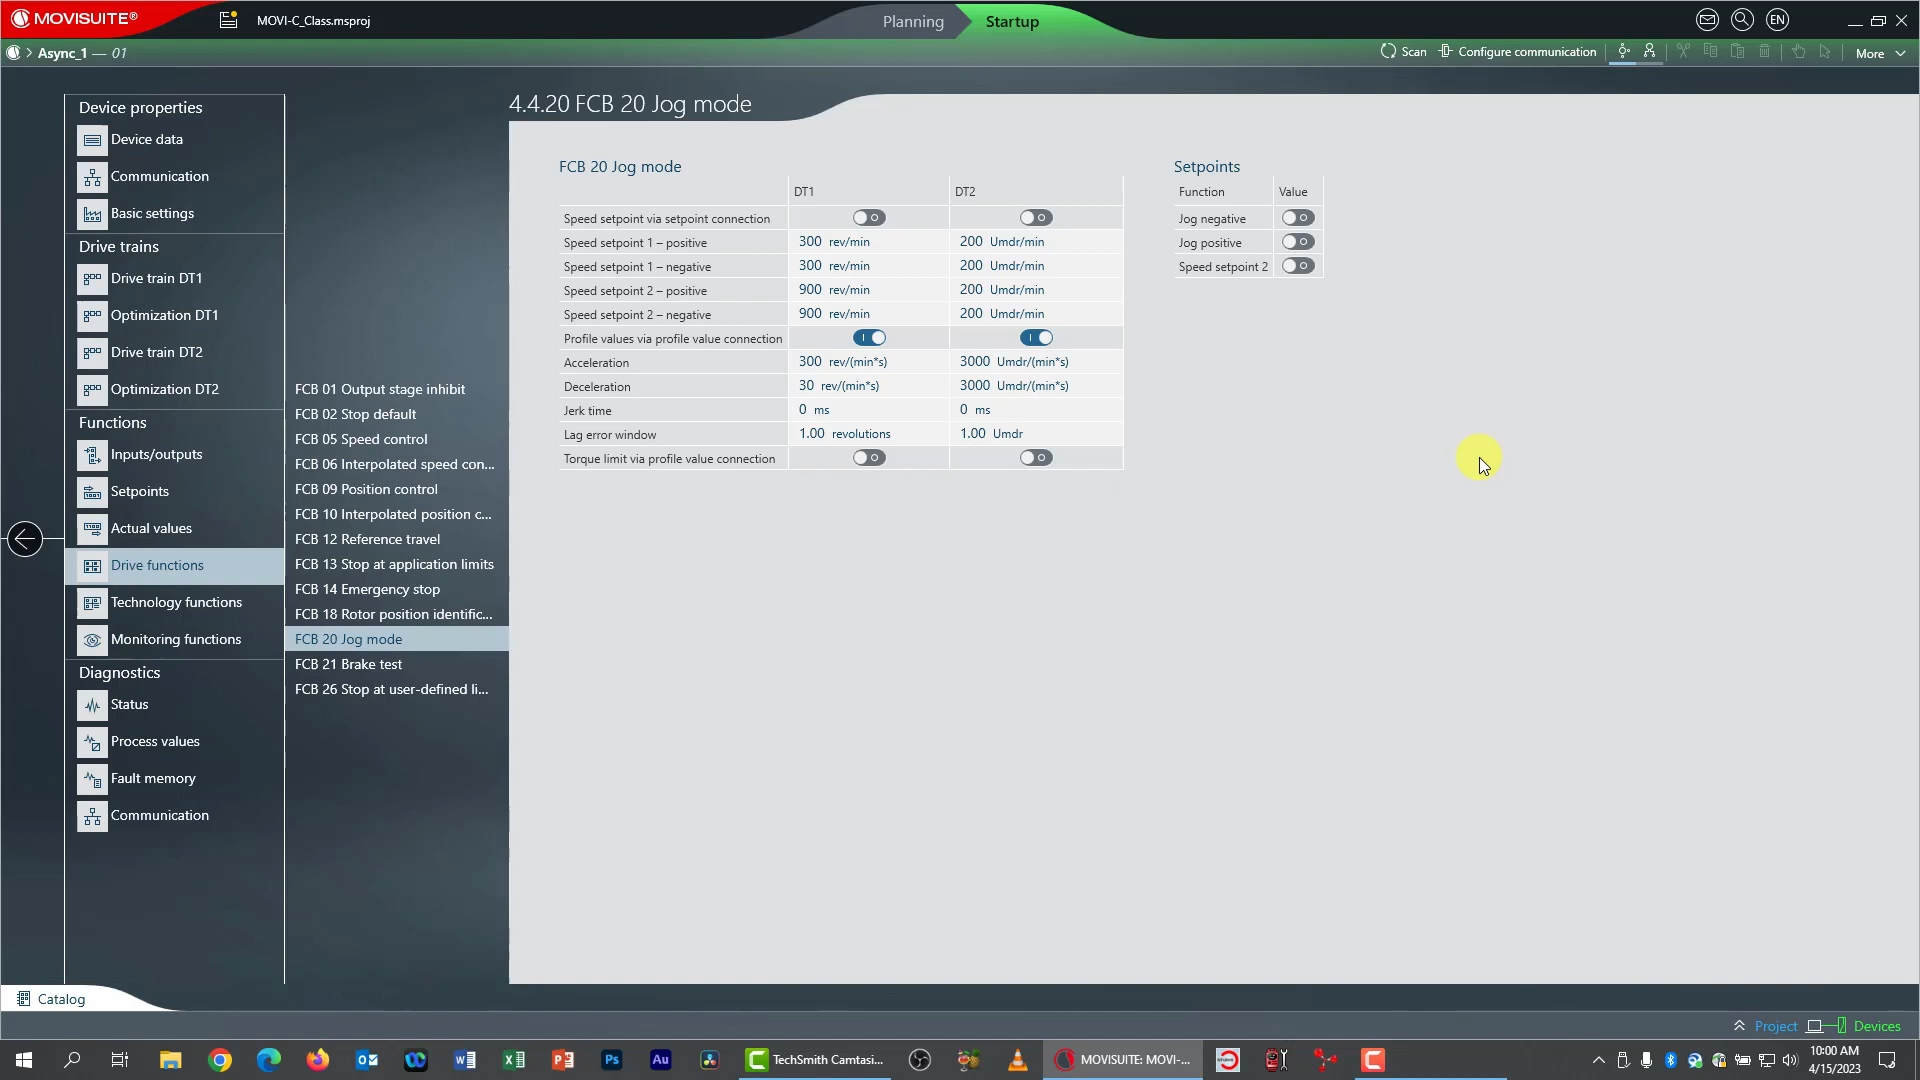 MOVISUITE®
MOVI-C_Class.msproj
Planning
Startup
EN
Async_1 — 01
Scan
Configure communication
More
Device properties
Device data
Communication
Basic settings
Drive trains
Drive train DT1
Optimization DT1
Drive train DT2
Optimization DT2
Functions
Inputs/outputs
Setpoints
Actual values
Drive functions
Technology functions
Monitoring functions
Diagnostics
Status
Process values
Fault memory
Communication
FCB 01 Output stage inhibit
FCB 02 Stop default
FCB 05 Speed control
FCB 06 Interpolated speed con...
FCB 09 Position control
FCB 10 Interpolated position c...
FCB 12 Reference travel
FCB 13 Stop at application limits
FCB 14 Emergency stop
FCB 18 Rotor position identific...
FCB 20 Jog mode
FCB 21 Brake test
FCB 26 Stop at user-defined li...
4.4.20 FCB 20 Jog mode
FCB 20 Jog mode
DT1 DT2
Speed setpoint via setpoint connection
Speed setpoint 1 – positive 300 rev/min 200 Umdr/min
Speed setpoint 1 – negative 300 rev/min 200 Umdr/min
Speed setpoint 2 – positive 900 rev/min 200 Umdr/min
Speed setpoint 2 – negative 900 rev/min 200 Umdr/min
Profile values via profile value connection
Acceleration 300 rev/(min*s) 3000 Umdr/(min*s)
Deceleration 30 rev/(min*s) 3000 Umdr/(min*s)
Jerk time 0 ms 0 ms
Lag error window 1.00 revolutions 1.00 Umdr
Torque limit via profile value connection
Setpoints
Function Value
Jog negative
Jog positive
Speed setpoint 2
Catalog
Project
Devices
TechSmith Camtasi...
MOVISUITE: MOVI-...
10:00 AM
4/15/2023